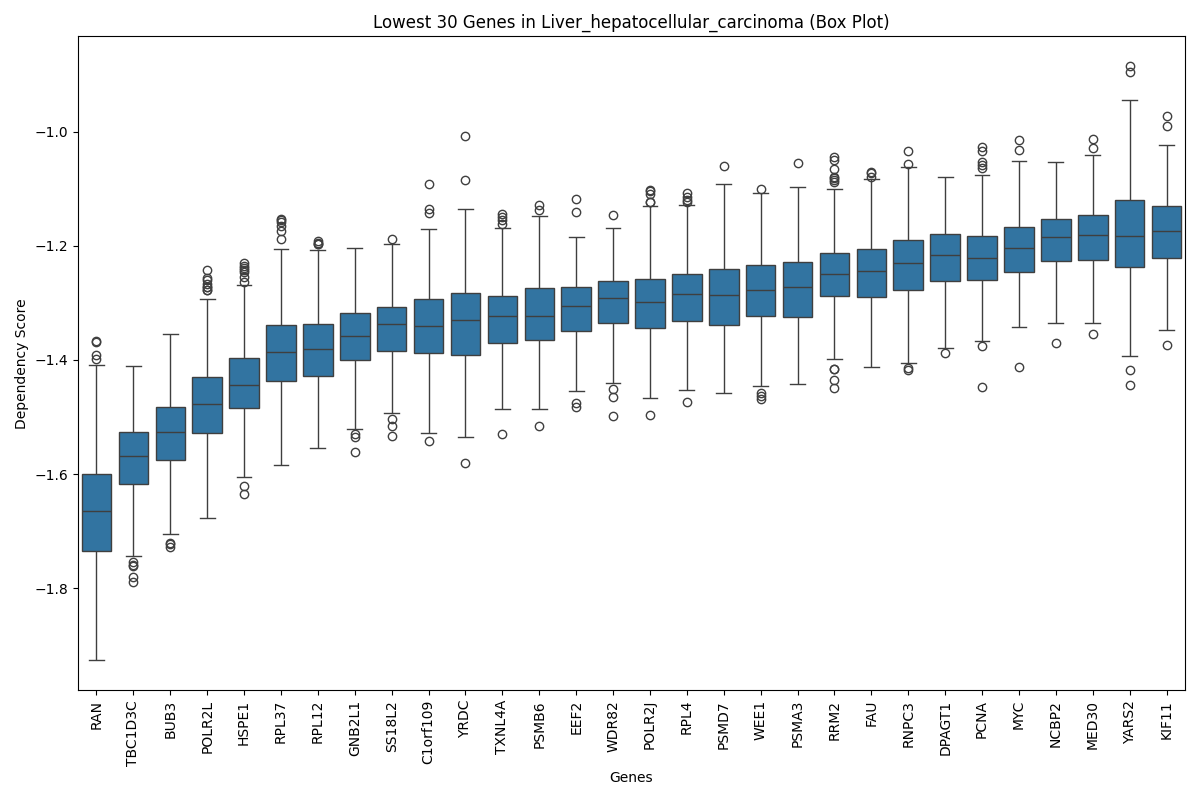 Lowest 30 Genes in Liver_hepatocellular_carcinoma (Box Plot)
Dependency Score
−1.0
−1.2
−1.4
−1.6
−1.8
RAN
TBC1D3C
BUB3
POLR2L
HSPE1
RPL37
RPL12
GNB2L1
SS18L2
C1orf109
YRDC
TXNL4A
PSMB6
EEF2
WDR82
POLR2J
RPL4
PSMD7
WEE1
PSMA3
RRM2
FAU
RNPC3
DPAGT1
PCNA
MYC
NCBP2
MED30
YARS2
KIF11
Genes